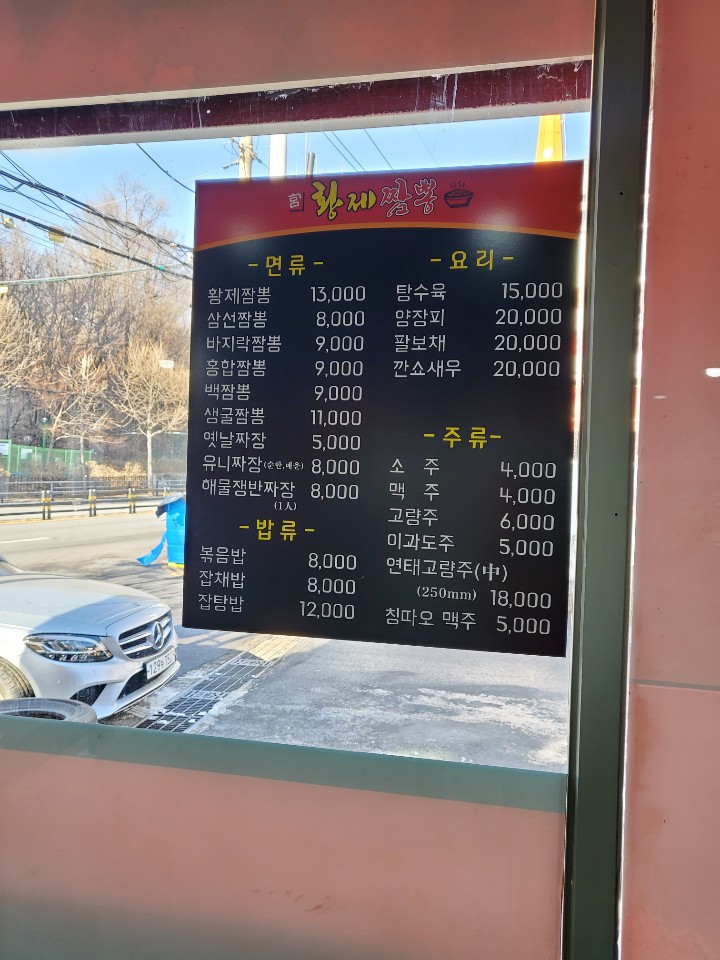 황제짬뽕
- 면 류 -
황제짬뽕 13,000
삼선짬뽕 8,000
바지락짬뽕 9,000
홍합짬뽕 9,000
백짬뽕 9,000
생굴짬뽕 11,000
옛날짜장 5,000
유니짜장(순한,매운) 8,000
해물쟁반짜장 8,000
(1人)
- 밥 류 -
볶음밥 8,000
잡채밥 8,000
잡탕밥 12,000
- 요 리 -
탕수육 15,000
양장피 20,000
팔보채 20,000
깐쇼새우 20,000
- 주 류 -
소 주 4,000
맥 주 4,000
고량주 6,000
이과도주 5,000
연태고량주(中)
(250mm) 18,000
칭따오 맥주 5,000